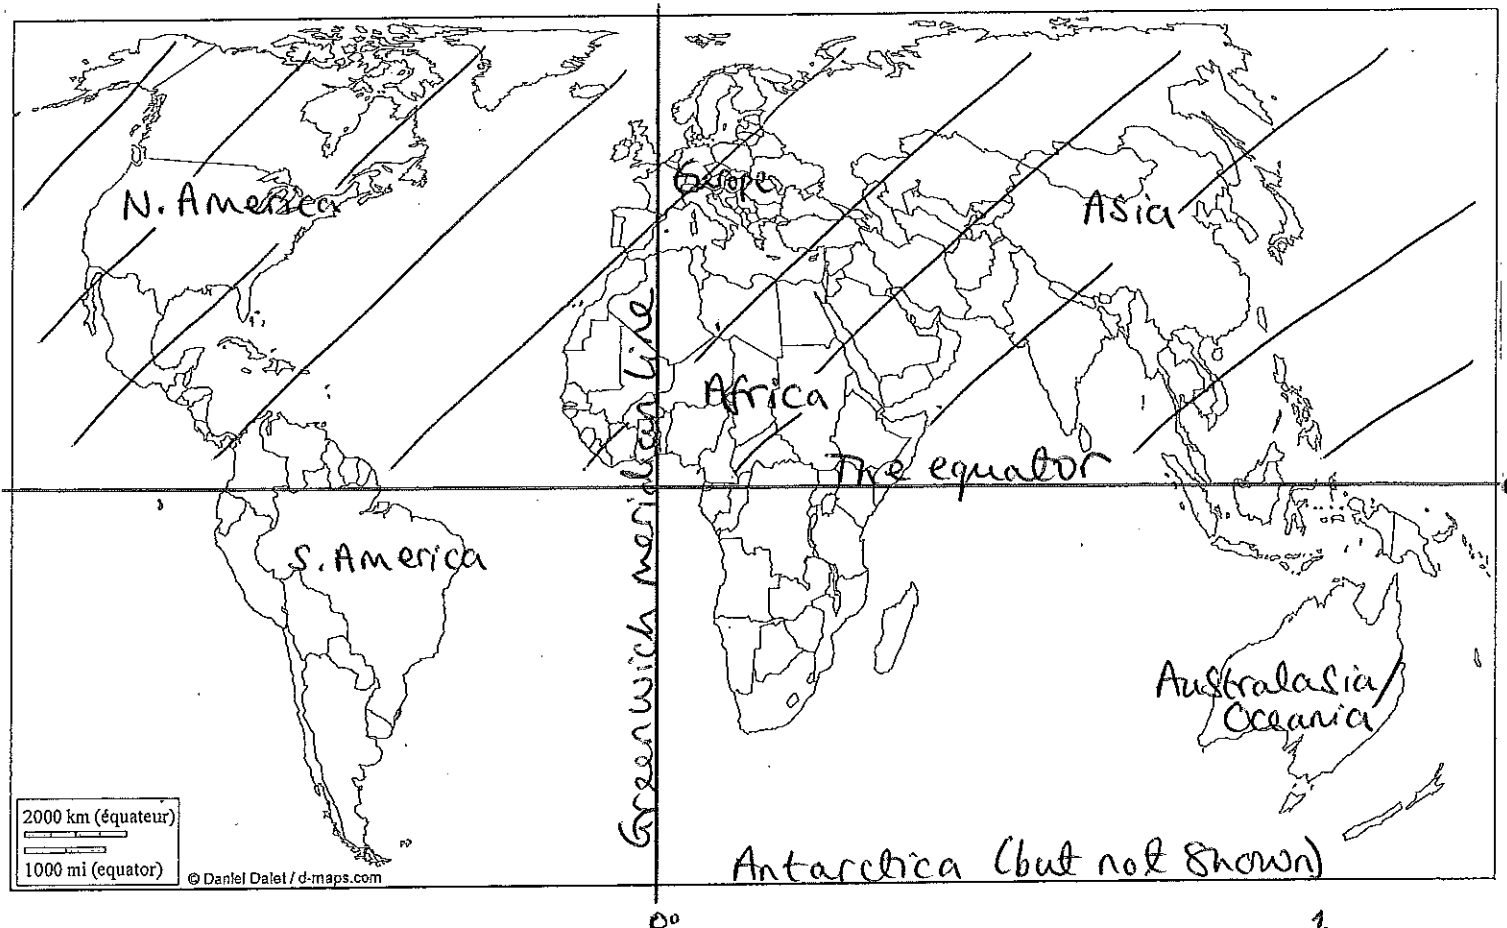 N. America
Europe
Asia
Africa
The equator
S. America
Greenwich meridian line
Australasia/
Oceania
2000 km (équateur)
1000 mi (equator)
© Daniel Dalet / d-maps.com
Antarctica (but not shown)
0°
1